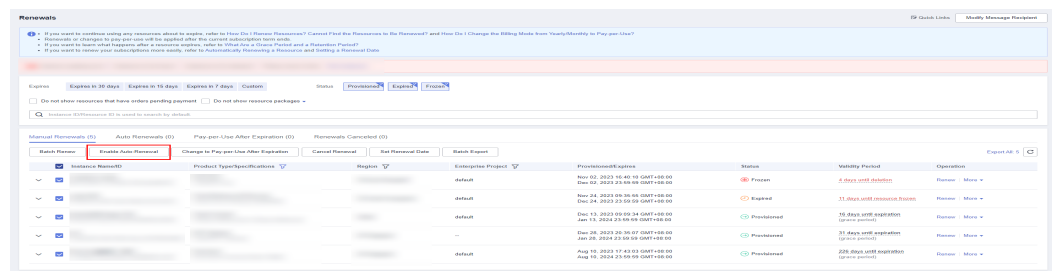 Renewals
Quick Links
Modify Message Recipient
If you want to continue using any resources about to expire, refer to How Do I Renew Resources? Cannot Find the Resources to Be Renewed? and How Do I Change the Billing Mode from Yearly/Monthly to Pay-per-Use?
Renewals or changes to pay-per-use will be applied after the current subscription term ends.
If you want to learn what happens after a resource expires, refer to What Are a Grace Period and a Retention Period?
If you want to renew your subscriptions more easily, refer to Automatically Renewing a Resource and Setting a Renewal Date
Expires Expires in 30 days Expires in 15 days Expires in 7 days Custom Status Provisioned Expired Frozen
Do not show resources that have orders pending payment Do not show resource packages
Instance ID/Resource ID is used to search by default
Manual Renewals (5) Auto Renewals (0) Pay-per-Use After Expiration (0) Renewals Canceled (0)
Batch Renew Enable Auto-Renewal Change to Pay-per-Use After Expiration Cancel Renewal Set Renewal Date Batch Export Export All: 5
Instance Name/ID Product Type/Specifications Region Enterprise Project Provisioned/Expires Status Validity Period Operation
default Nov 02, 2023 16:40:10 GMT+08:00 Frozen 4 days until deletion Renew More
Dec 02, 2023 23:59:59 GMT+08:00
default Nov 24, 2023 09:36:55 GMT+08:00 Expired 11 days until resource frozen Renew More
Dec 24, 2023 23:59:59 GMT+08:00
default Dec 13, 2023 09:09:34 GMT+08:00 Provisioned 16 days until expiration Renew More
Jan 13, 2024 23:59:59 GMT+08:00 (grace period)
-- Dec 28, 2023 20:36:07 GMT+08:00 Provisioned 31 days until expiration Renew More
Jan 28, 2024 23:59:59 GMT+08:00 (grace period)
default Aug 10, 2023 17:43:03 GMT+08:00 Provisioned 226 days until expiration Renew More
Aug 10, 2024 23:59:59 GMT+08:00 (grace period)